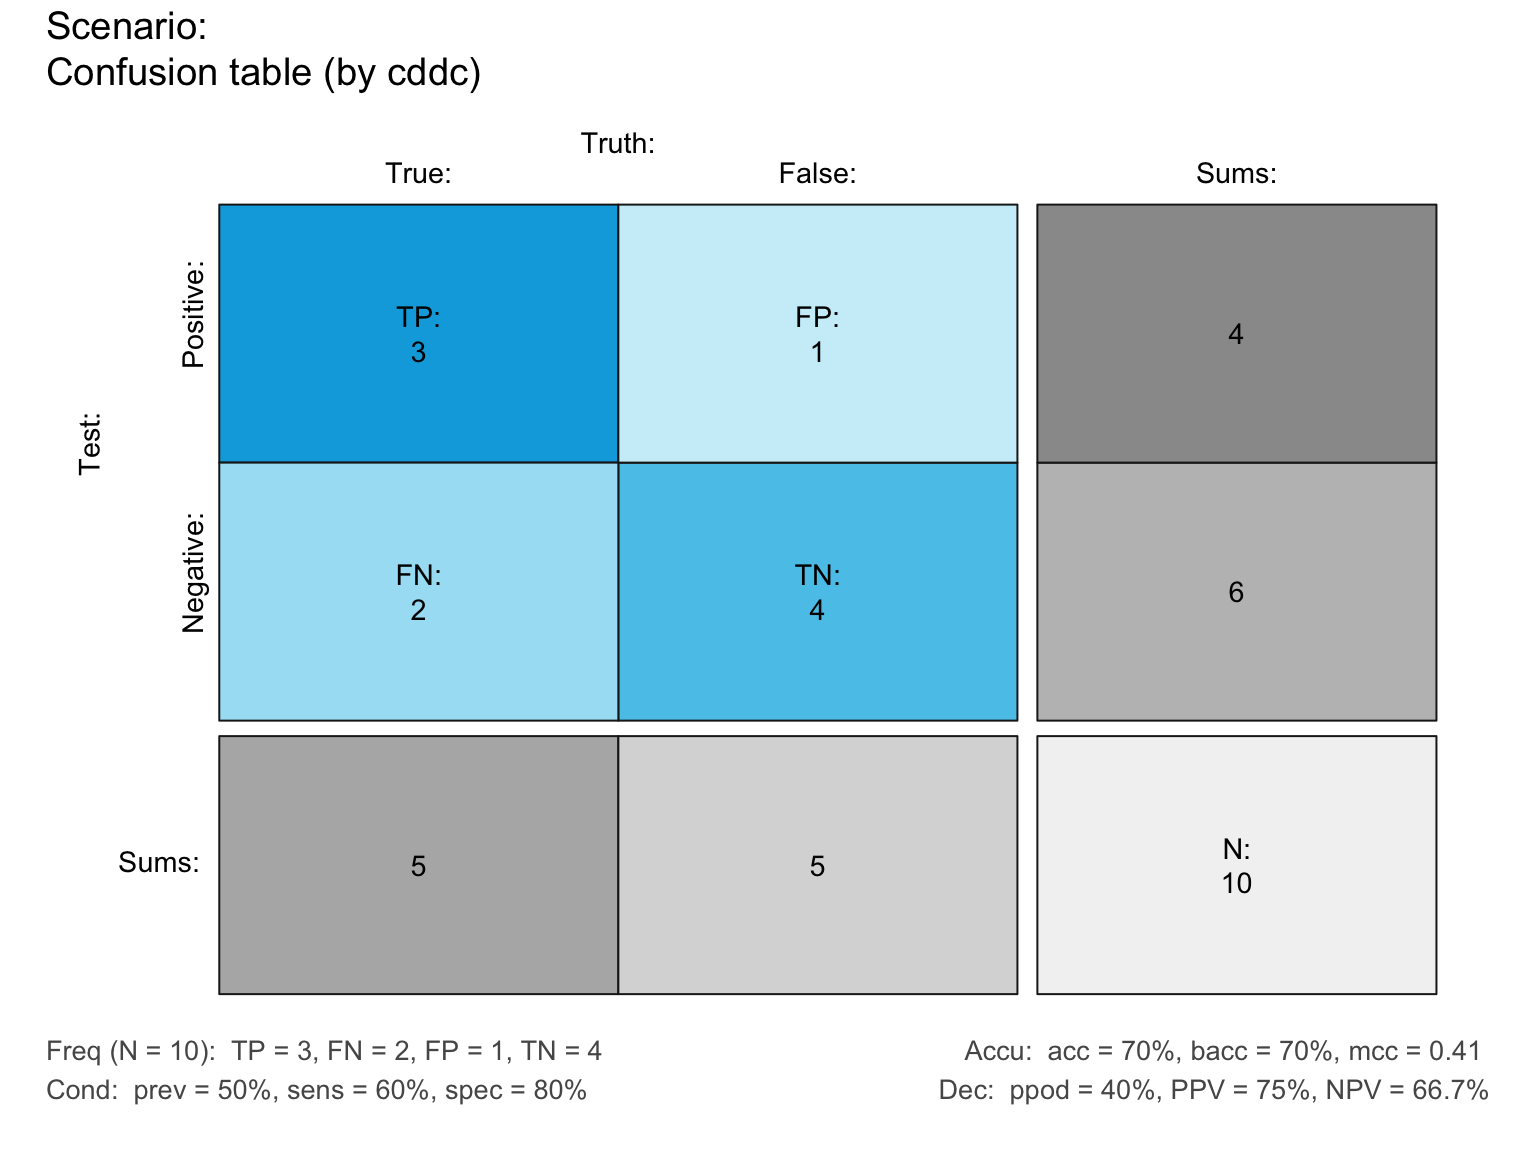 Scenario:
Confusion table (by cddc)
Truth:
True:
False:
Sums:
Test:
Positive:
TP:
3
FP:
1
4
Negative:
FN:
2
TN:
4
6
Sums:
5
5
N:
10
Freq (N = 10):  TP = 3, FN = 2, FP = 1, TN = 4
Accu:  acc = 70%, bacc = 70%, mcc = 0.41
Cond:  prev = 50%, sens = 60%, spec = 80%
Dec:  ppod = 40%, PPV = 75%, NPV = 66.7%